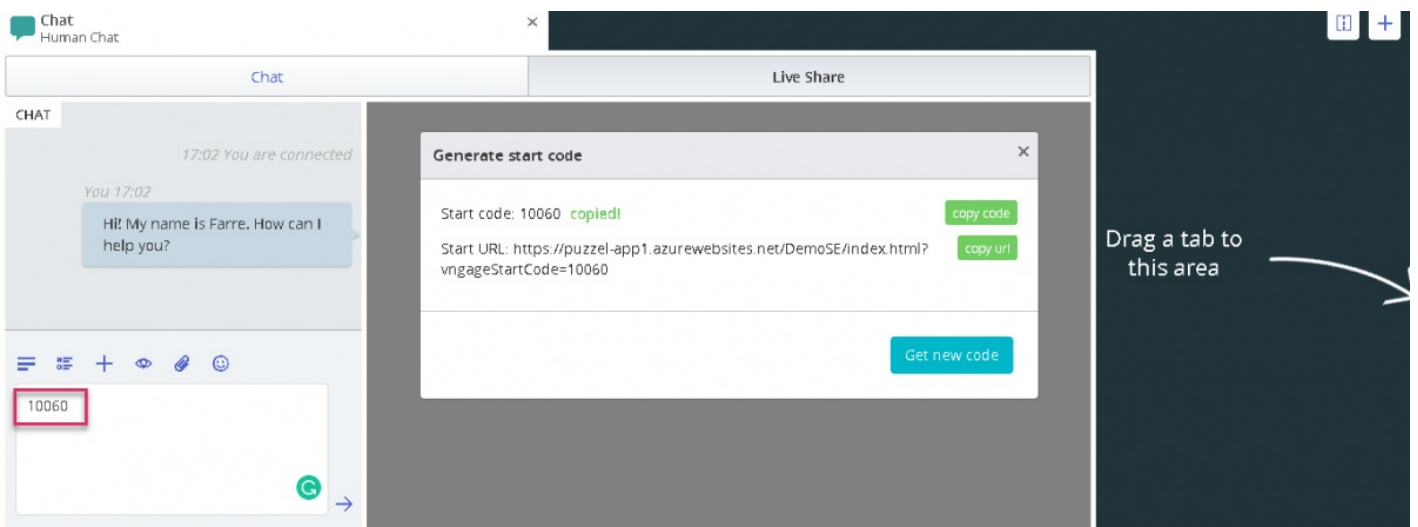 Chat
Human Chat
Chat
Live Share
CHAT
17:02 You are connected
You 17:02
Hi! My name is Farre. How can I
help you?
10060
Generate start code
Start code: 10060 copied!
copy code
Start URL: https://puzzel-app1.azurewebsites.net/DemoSE/index.html?
vngageStartCode=10060
copy url
Get new code
Drag a tab to
this area